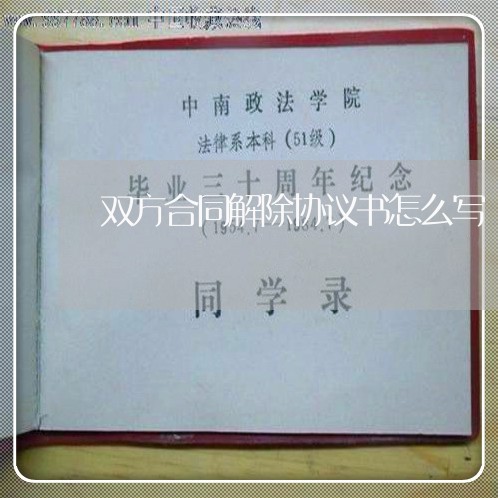 中南政法学院
法律系本科(51级)
毕业三十周年纪念
双方合同解除协议书怎么写
同学录